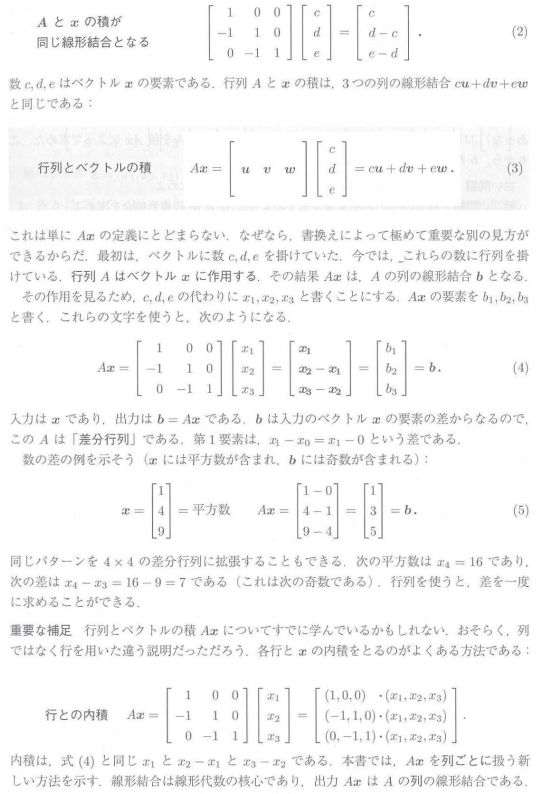 A と x の積が
同じ線形結合となる
[ 1 0 0 ; -1 1 0 ; 0 -1 1 ] [ c ; d ; e ] = [ c ; d - c ; e - d ] . (2)
数 c, d, e はベクトル x の要素である．行列 A と x の積は，3 つの列の線形結合 cu + dv + ew
と同じである：
行列とベクトルの積 Ax = [ u v w ] [ c ; d ; e ] = cu + dv + ew . (3)
これは単に Ax の定義にとどまらない．なぜなら，書換えによって極めて重要な別の見方が
できるからだ．最初は，ベクトルに数 c, d, e を掛けていた．今では，これらの数に行列を掛
けている．行列 A はベクトル x に作用する．その結果 Ax は，A の列の線形結合 b となる．
その作用を見るため，c, d, e の代わりに x₁, x₂, x₃ と書くことにする．Ax の要素を b₁, b₂, b₃
と書く．これらの文字を使うと，次のようになる．
Ax = [ 1 0 0 ; -1 1 0 ; 0 -1 1 ] [ x₁ ; x₂ ; x₃ ] = [ x₁ ; x₂ - x₁ ; x₃ - x₂ ] = [ b₁ ; b₂ ; b₃ ] = b . (4)
入力は x であり，出力は b = Ax である．b は入力のベクトル x の要素の差からなるので，
この A は「差分行列」である．第 1 要素は，x₁ - x₀ = x₁ - 0 という差である．
数の差の例を示そう（x には平方数が含まれ，b には奇数が含まれる）：
x = [ 1 ; 4 ; 9 ] = 平方数 Ax = [ 1 - 0 ; 4 - 1 ; 9 - 4 ] = [ 1 ; 3 ; 5 ] = b . (5)
同じパターンを 4 × 4 の差分行列に拡張することもできる．次の平方数は x₄ = 16 であり，
次の差は x₄ - x₃ = 16 - 9 = 7 である（これは次の奇数である）．行列を使うと，差を一度
に求めることができる．
重要な補足 行列とベクトルの積 Ax についてすでに学んでいるかもしれない．おそらく，列
ではなく行を用いた違う説明だっただろう．各行と x の内積をとるのがよくある方法である：
行との内積 Ax = [ 1 0 0 ; -1 1 0 ; 0 -1 1 ] [ x₁ ; x₂ ; x₃ ] = [ (1, 0, 0) · (x₁, x₂, x₃) ; (-1, 1, 0) · (x₁, x₂, x₃) ; (0, -1, 1) · (x₁, x₂, x₃) ] .
内積は，式 (4) と同じ x₁ と x₂ - x₁ と x₃ - x₂ である．本書では，Ax を列ごとに扱う新
しい方法を示す．線形結合は線形代数の核心であり，出力 Ax は A の列の線形結合である．